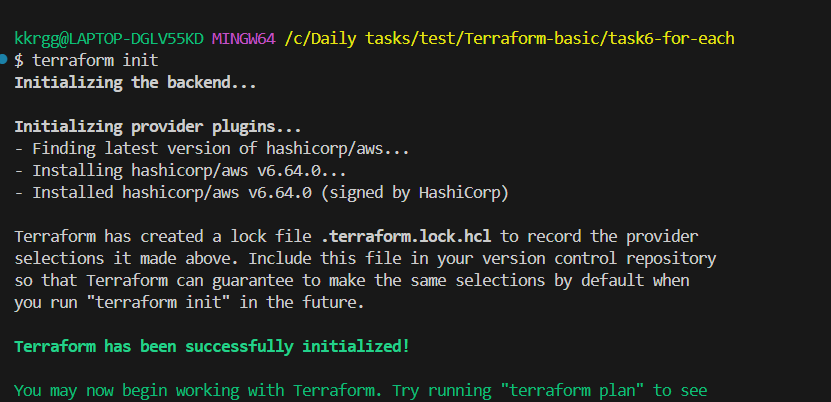 kkrgg@LAPTOP-DGLV55KD MINGW64 /c/Daily tasks/test/Terraform-basic/task6-for-each
$ terraform init
Initializing the backend...
Initializing provider plugins...
- Finding latest version of hashicorp/aws...
- Installing hashicorp/aws v6.64.0...
- Installed hashicorp/aws v6.64.0 (signed by HashiCorp)
Terraform has created a lock file .terraform.lock.hcl to record the provider
selections it made above. Include this file in your version control repository
so that Terraform can guarantee to make the same selections by default when
you run "terraform init" in the future.
Terraform has been successfully initialized!
You may now begin working with Terraform. Try running "terraform plan" to see